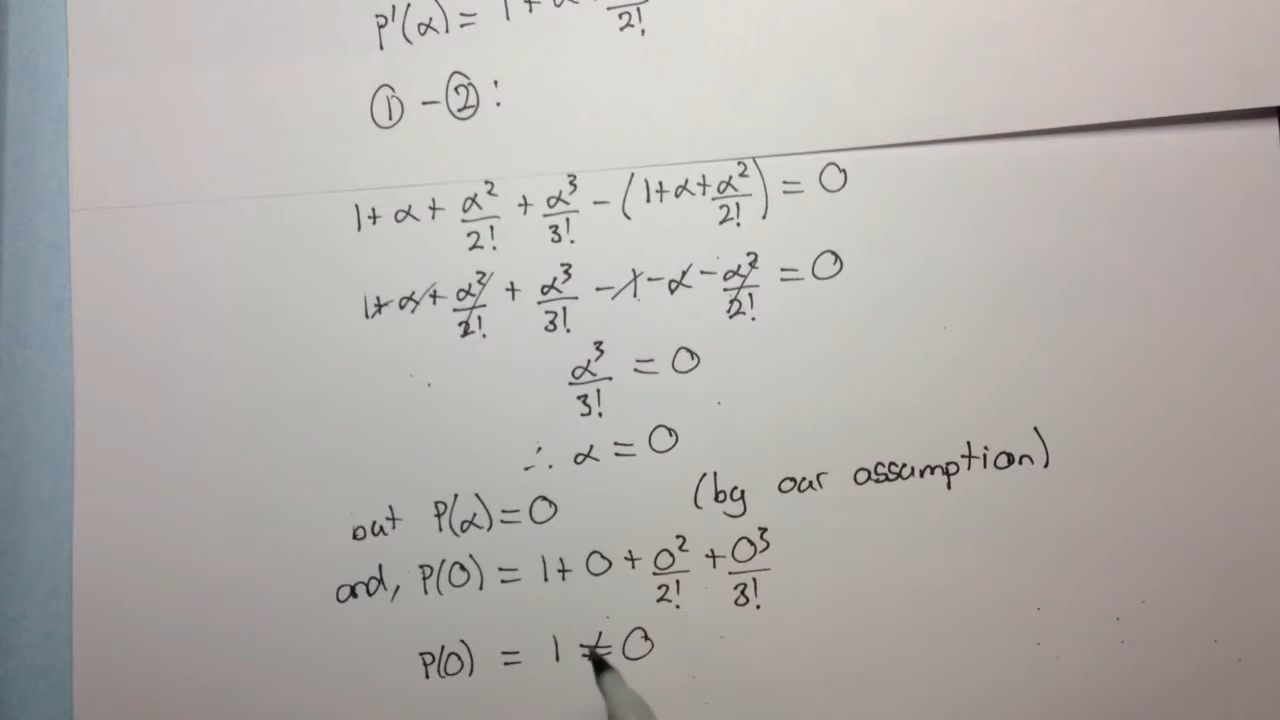 P'(α) = 1 + α + /2!
① - ② :
1 + α + α²/2! + α³/3! - (1 + α + α²/2!) = 0
1 + α + α²/2! + α³/3! - 1 - α - α²/2! = 0
α³/3! = 0
∴ α = 0
but P(α) = 0 (by our assumption)
and, P(0) = 1 + 0 + 0²/2! + 0³/3!
P(0) = 1 ≠ 0